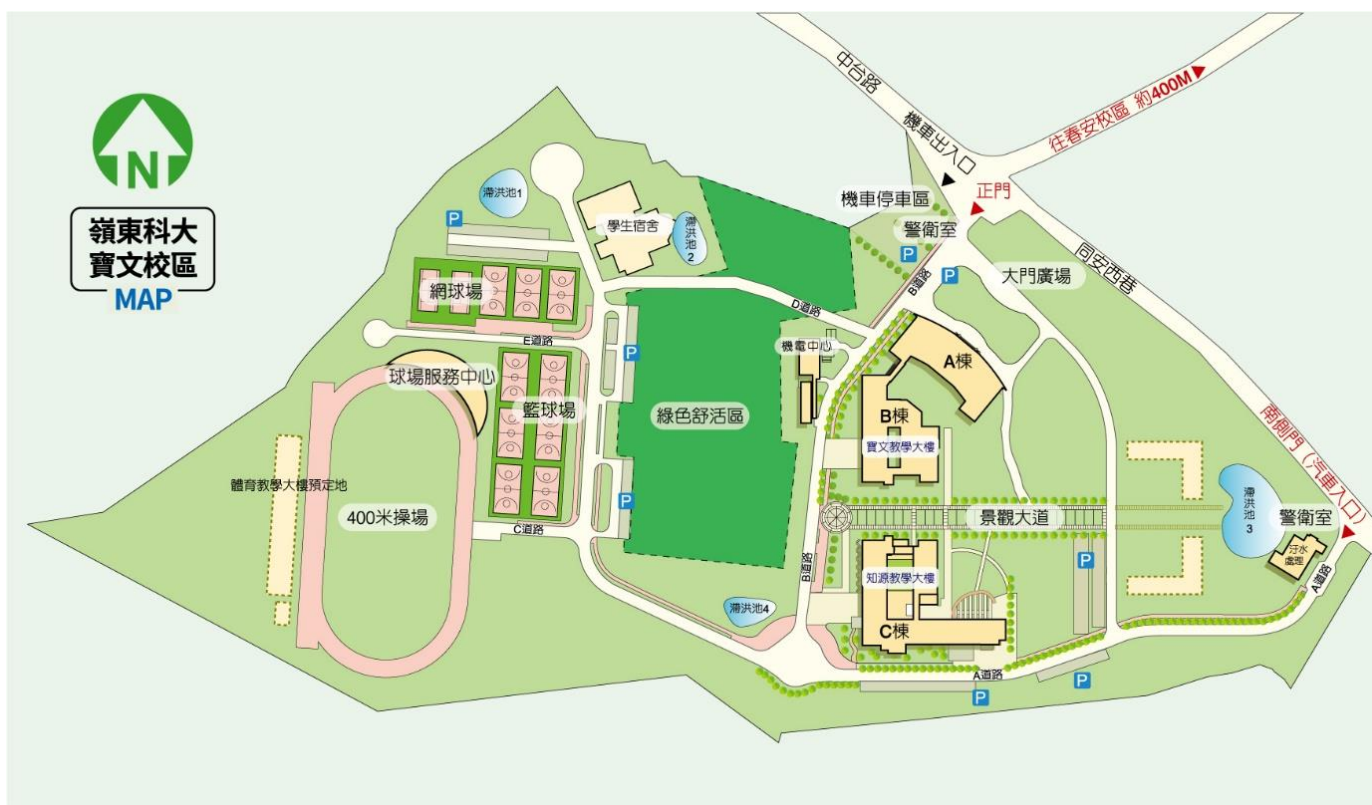 中台路
往春安校區 約400M
機車出入口
N
嶺東科大
寶文校區
MAP
滯洪池1
機車停車區
正門
P
學生宿舍
滯洪池
2
警衛室
P
同安西巷
網球場
D道路
B道路
P
大門廣場
E道路
機電中心
P
A棟
球場服務中心
籃球場
綠色舒活區
B棟
寶文教學大樓
南側門（汽車入口）
體育教學大樓預定地
400米操場
P
C道路
景觀大道
滯洪池
3
警衛室
汙水
處理
B道路
知源教學大樓
P
A道路
滯洪池4
C棟
A道路
P
P